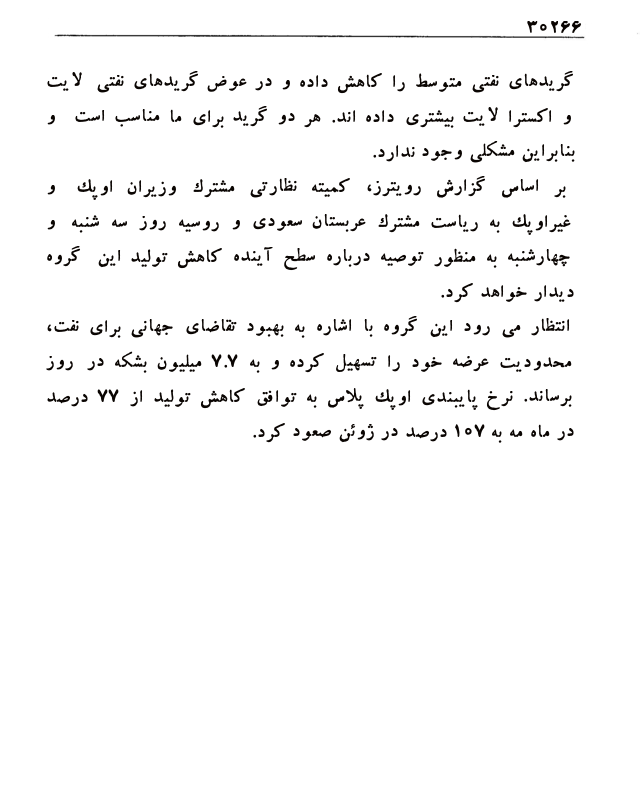 ۳۰۲۶۶
گریدهای نفتی متوسط را کاهش داده و در عوض گریدهای نفتی لایت
و اکسترا لایت بیشتری داده اند. هر دو گرید برای ما مناسب است و
بنابراین مشکلی وجود ندارد.
بر اساس گزارش رویترز، کمیته نظارتی مشترك وزیران اوپك و
غیراوپك به ریاست مشترك عربستان سعودی و روسیه روز سه شنبه و
چهارشنبه به منظور توصیه درباره سطح آینده کاهش تولید این گروه
دیدار خواهد کرد.
انتظار می رود این گروه با اشاره به بهبود تقاضای جهانی برای نفت،
محدودیت عرضه خود را تسهیل کرده و به ۷.۷ میلیون بشکه در روز
برساند. نرخ پایبندی اوپك پلاس به توافق کاهش تولید از ۷۷ درصد
در ماه مه به ۱۰۷ درصد در ژوئن صعود کرد.